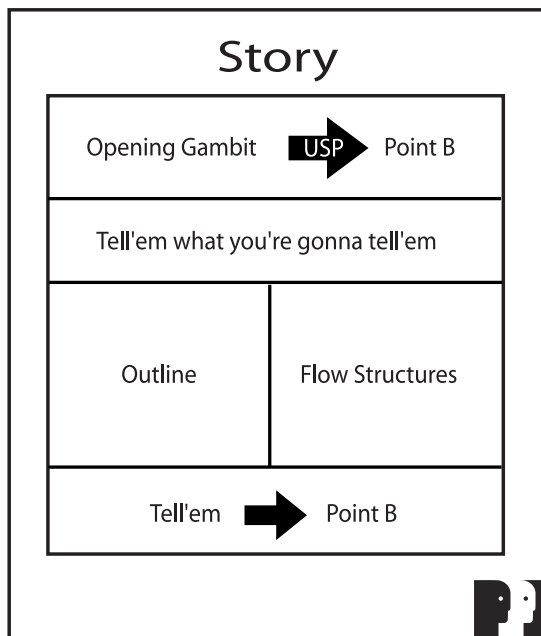 Story
Opening Gambit USP Point B
Tell'em what you're gonna tell'em
Outline Flow Structures
Tell'em Point B